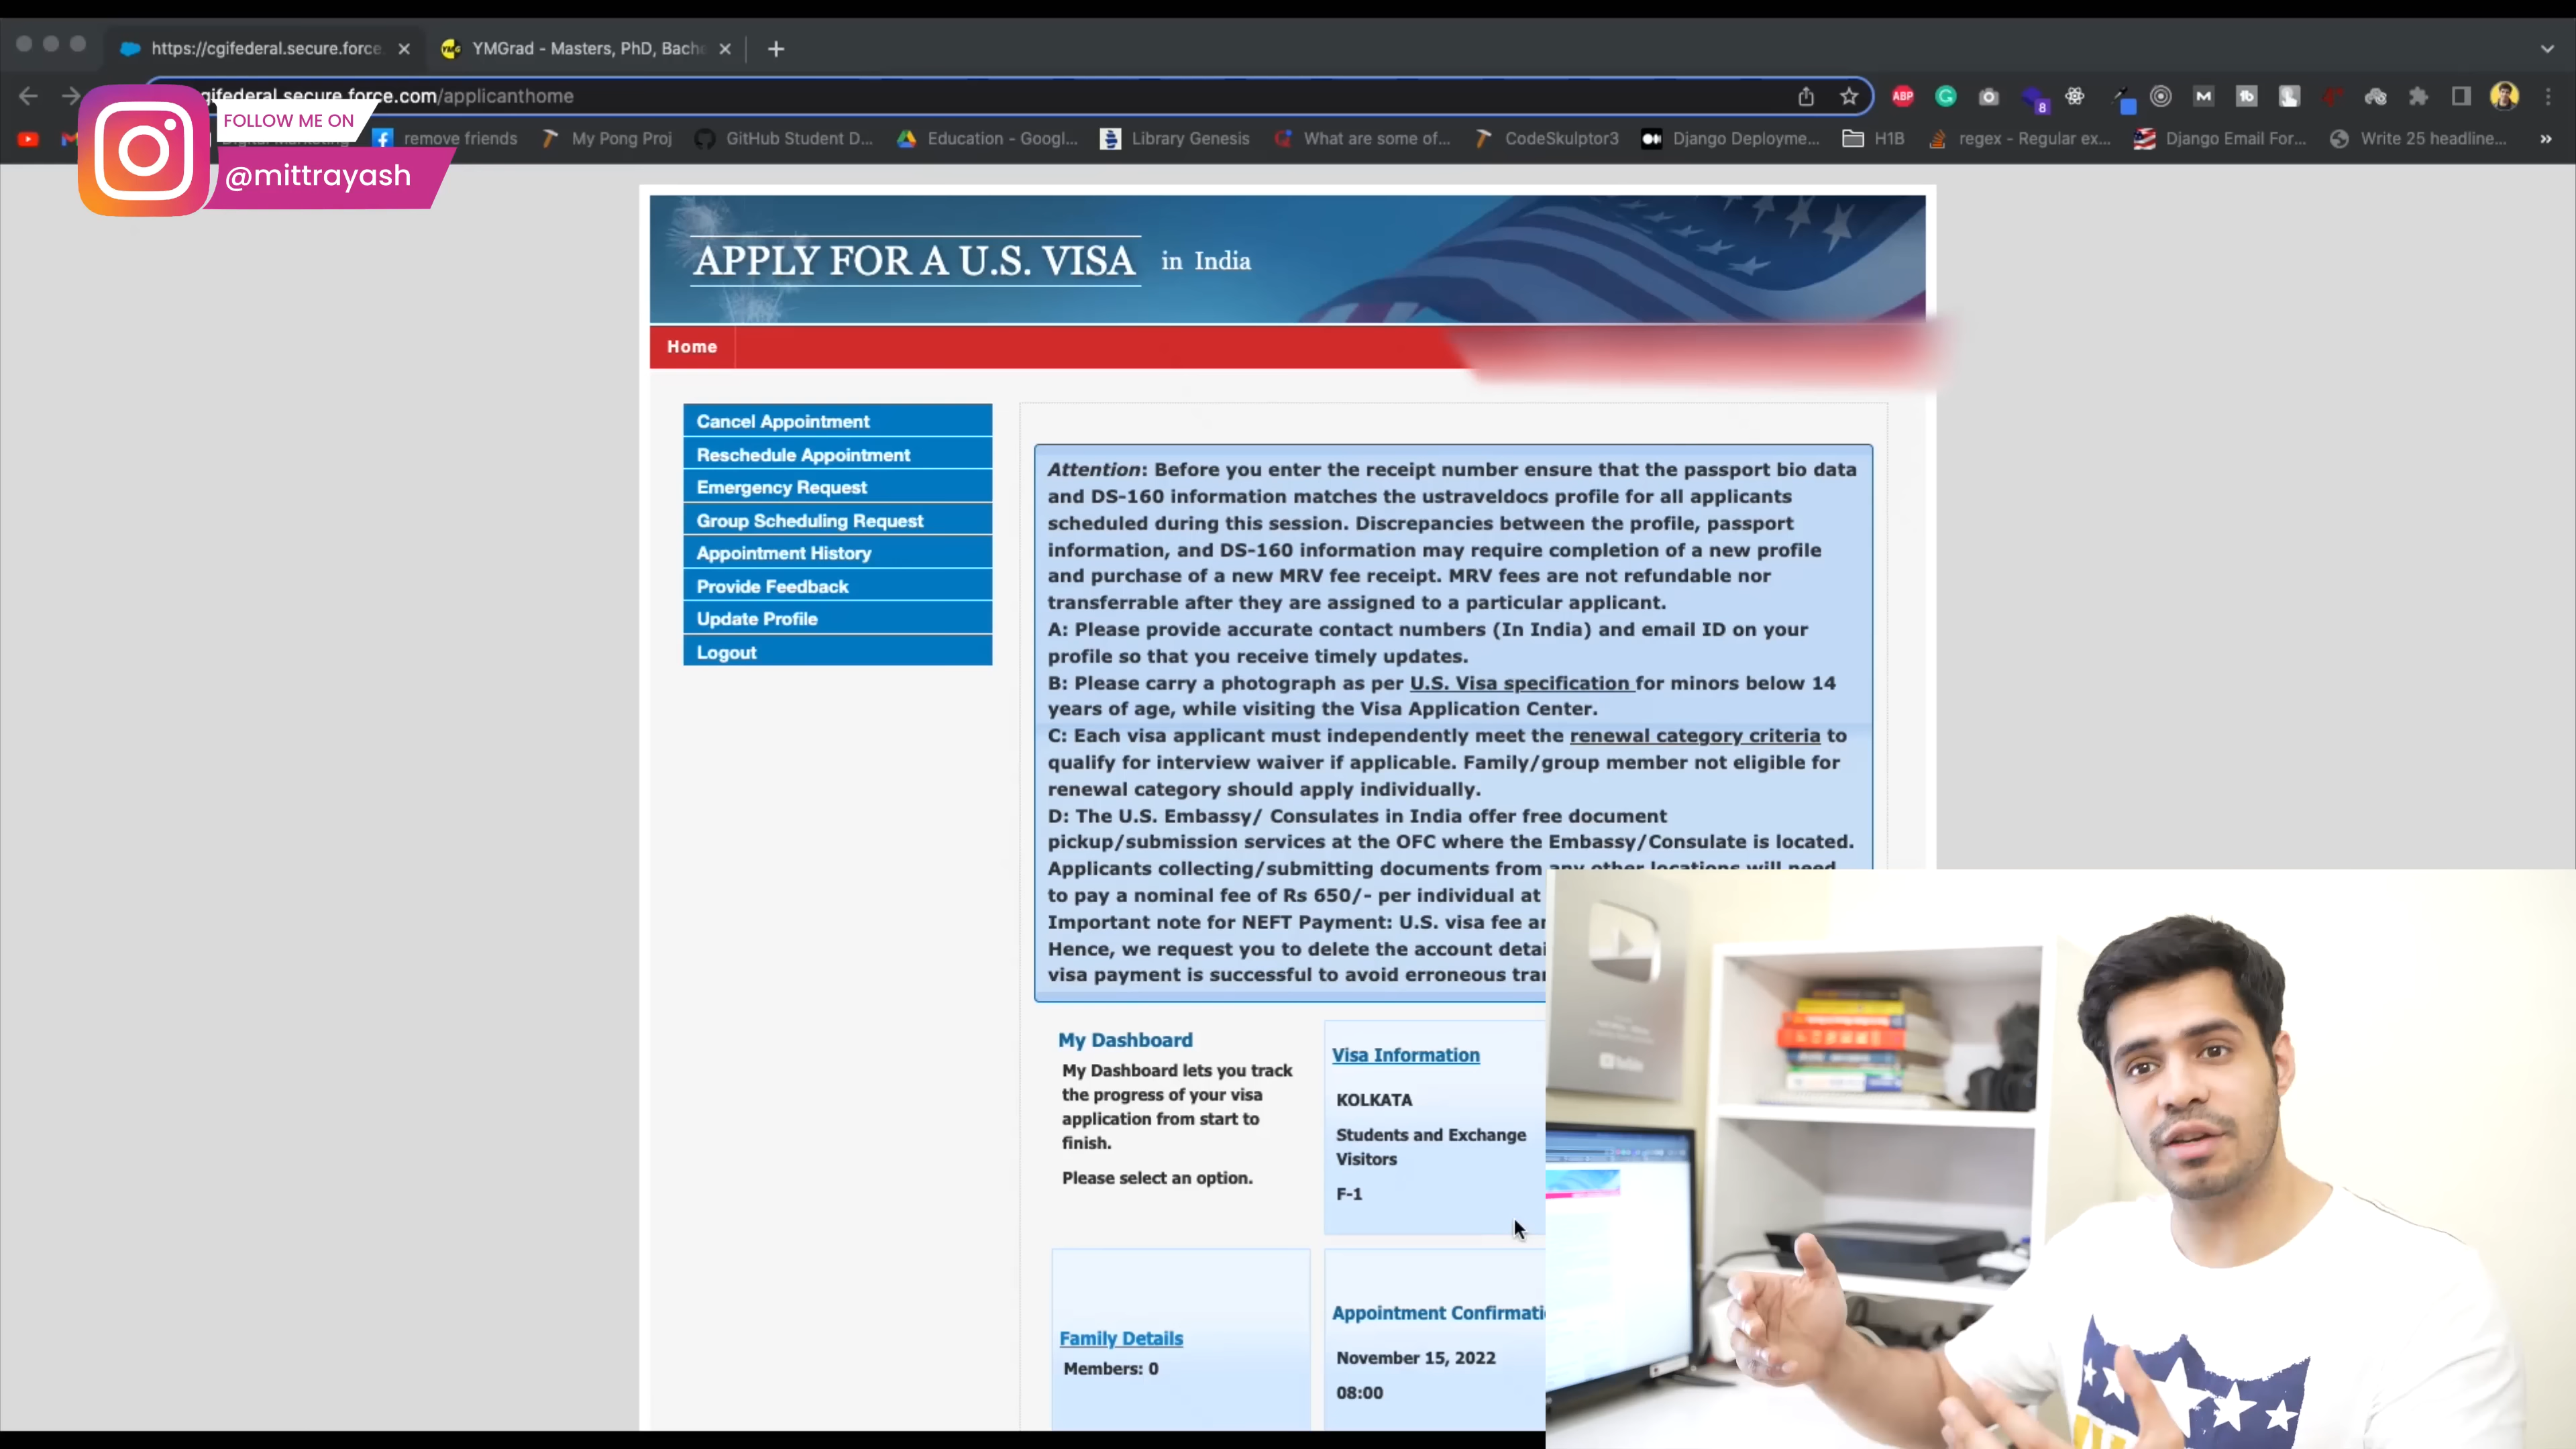 https://cgifederal.secure.force.
YMGrad - Masters, PhD, Bach
gifederal.secure.force.com/applicanthome
ABP
8
FOLLOW ME ON
@mittrayash
remove friends
My Pong Proj
GitHub Student D...
Education - Googl...
Library Genesis
What are some of...
CodeSkulptor3
Django Deployme...
H1B
regex - Regular ex...
Django Email For...
Write 25 headline...
APPLY FOR A U.S. VISA in India
Home
Cancel Appointment
Reschedule Appointment
Emergency Request
Group Scheduling Request
Appointment History
Provide Feedback
Update Profile
Logout
Attention: Before you enter the receipt number ensure that the passport bio data
and DS-160 information matches the ustraveldocs profile for all applicants
scheduled during this session. Discrepancies between the profile, passport
information, and DS-160 information may require completion of a new profile
and purchase of a new MRV fee receipt. MRV fees are not refundable nor
transferrable after they are assigned to a particular applicant.
A: Please provide accurate contact numbers (In India) and email ID on your
profile so that you receive timely updates.
B: Please carry a photograph as per U.S. Visa specification for minors below 14
years of age, while visiting the Visa Application Center.
C: Each visa applicant must independently meet the renewal category criteria to
qualify for interview waiver if applicable. Family/group member not eligible for
renewal category should apply individually.
D: The U.S. Embassy/ Consulates in India offer free document
pickup/submission services at the OFC where the Embassy/Consulate is located.
Applicants collecting/submitting documents from any other locations will need
to pay a nominal fee of Rs 650/- per individual at
Important note for NEFT Payment: U.S. visa fee
Hence, we request you to delete the account
visa payment is successful to avoid erroneous
My Dashboard
My Dashboard lets you track
the progress of your visa
application from start to
finish.
Please select an option.
Visa Information
KOLKATA
Students and Exchange
Visitors
F-1
Family Details
Members: 0
Appointment
November 15, 2022
08:00